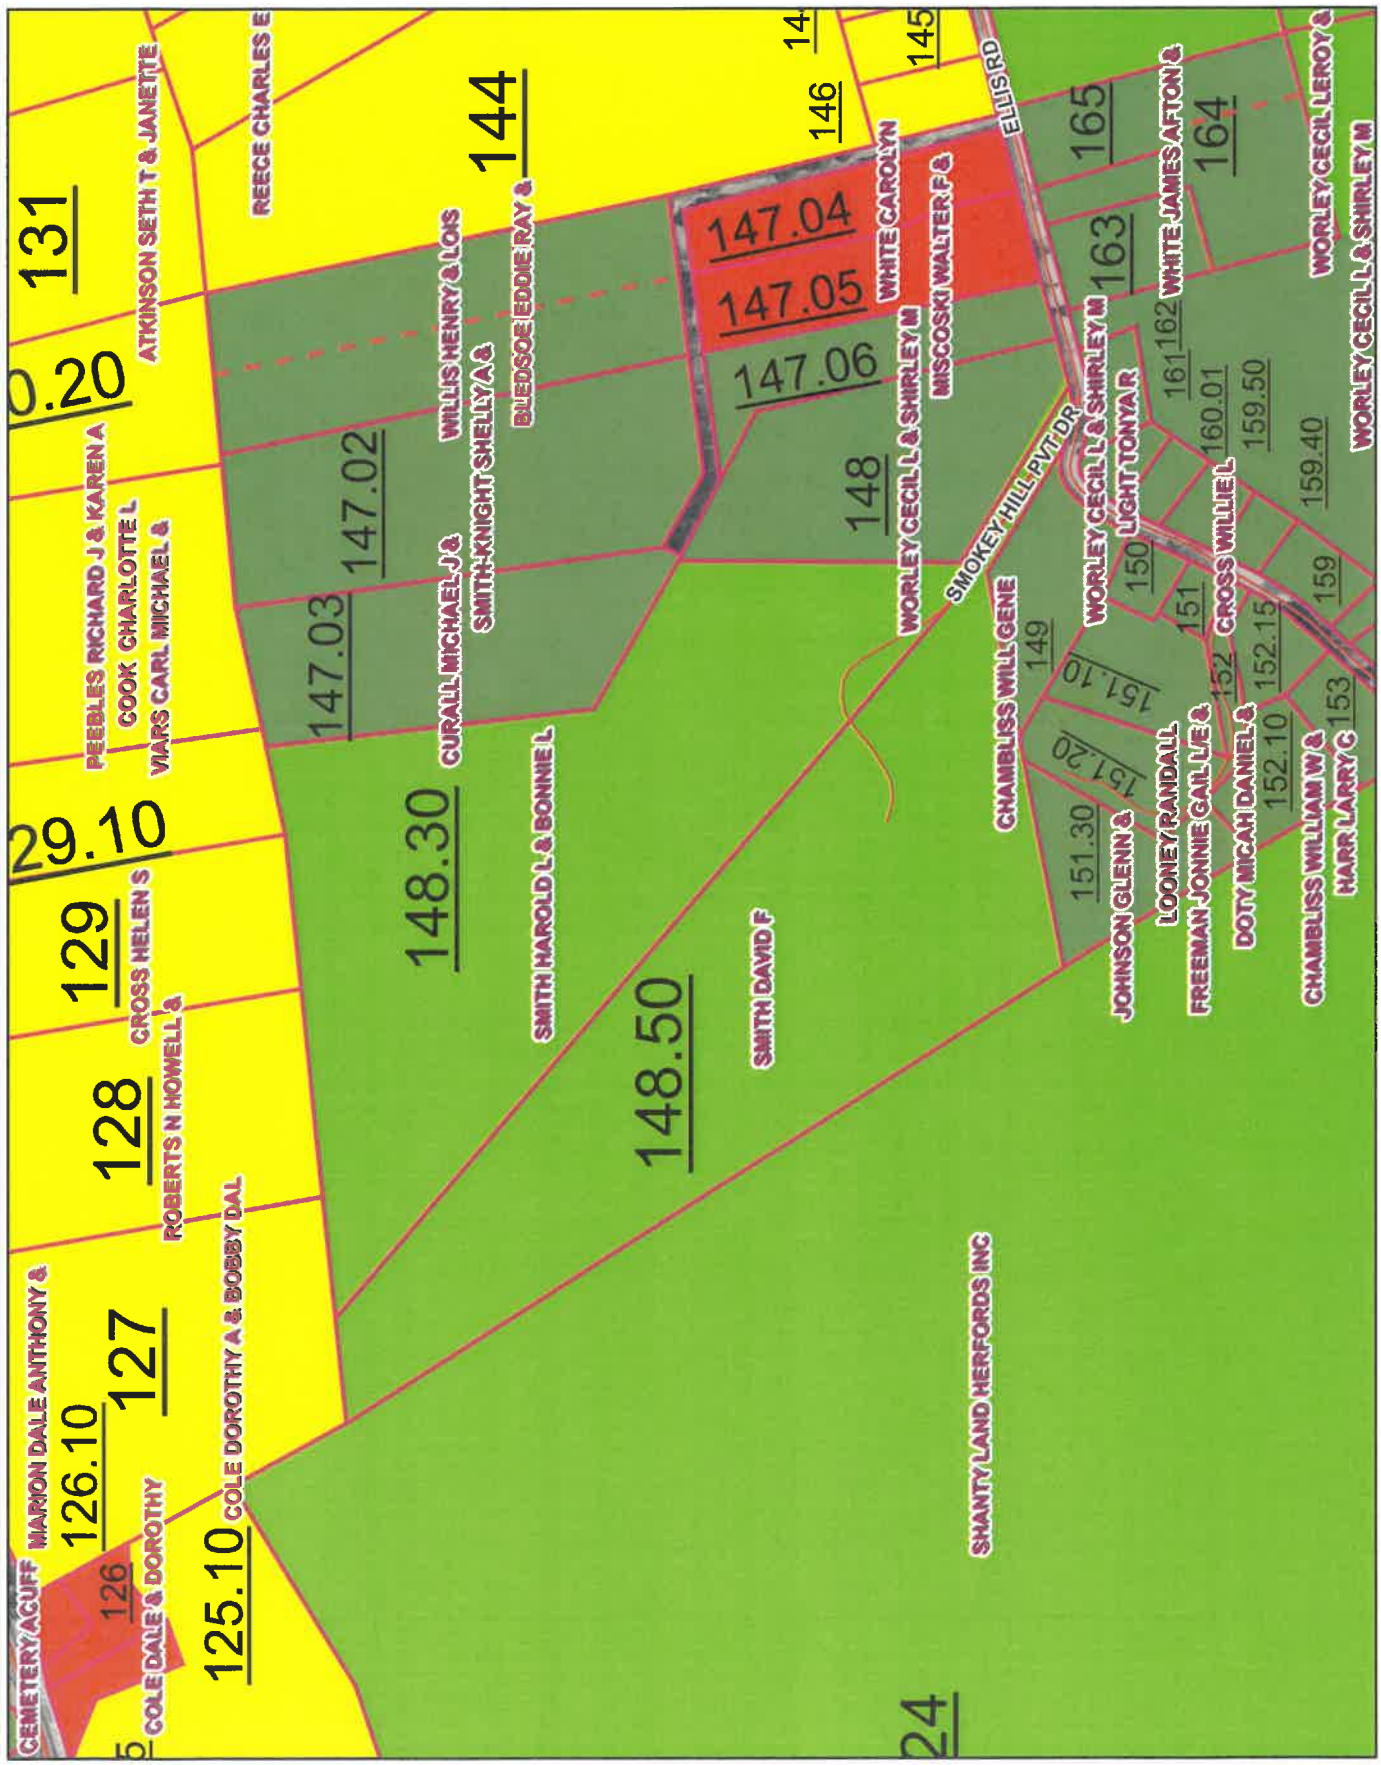 CEMETERY ACUFF
MARION DALE ANTHONY &
126.10
126
127
COLE DALE & DOROTHY
125.10
COLE DOROTHY A & BOBBY DAL
128
ROBERTS N HOWELL &
129
CROSS HELEN S
29.10
PEEBLES RICHARD J & KAREN A
COOK CHARLOTTE L
VIARS CARL MICHAEL &
0.20
131
ATKINSON SETH T & JANETTE
REECE CHARLES E
5
24
SHANTYLAND HERFORDS INC
148.50
SMITH DAVID F
148.30
SMITH HAROLD L & BONNIE L
147.03
147.02
CURALL MICHAEL J &
SMITH-KNIGHT SHELLY A &
WILLIS HENRY & LOIS
BLEDSOE EDDIE RAY &
144
147.04
147.05
147.06
148
146
14
145
WHITE CAROLYN
WORLEY CECIL L & SHIRLEY M
MISCOSKI WALTER F &
SMOKEY HILL PVT DR
ELLIS RD
CHAMBLISS WILL GENE
149
WORLEY CECIL L & SHIRLEY M
LIGHT TONYA R
163
165
WHITE JAMES AFTON &
164
162
161
160.01
159.50
159.40
159
150
151
CROSS WILLIE L
152
152.15
152.10
153
151.10
151.20
151.30
JOHNSON GLENN &
LOONEY RANDALL
FREEMAN JONNIE GAIL L/E &
DOTY MICAH DANIEL &
CHAMBLISS WILLIAM W &
HARR LARRY C
WORLEY CECIL LEROY &
WORLEY CECIL L & SHIRLEY M